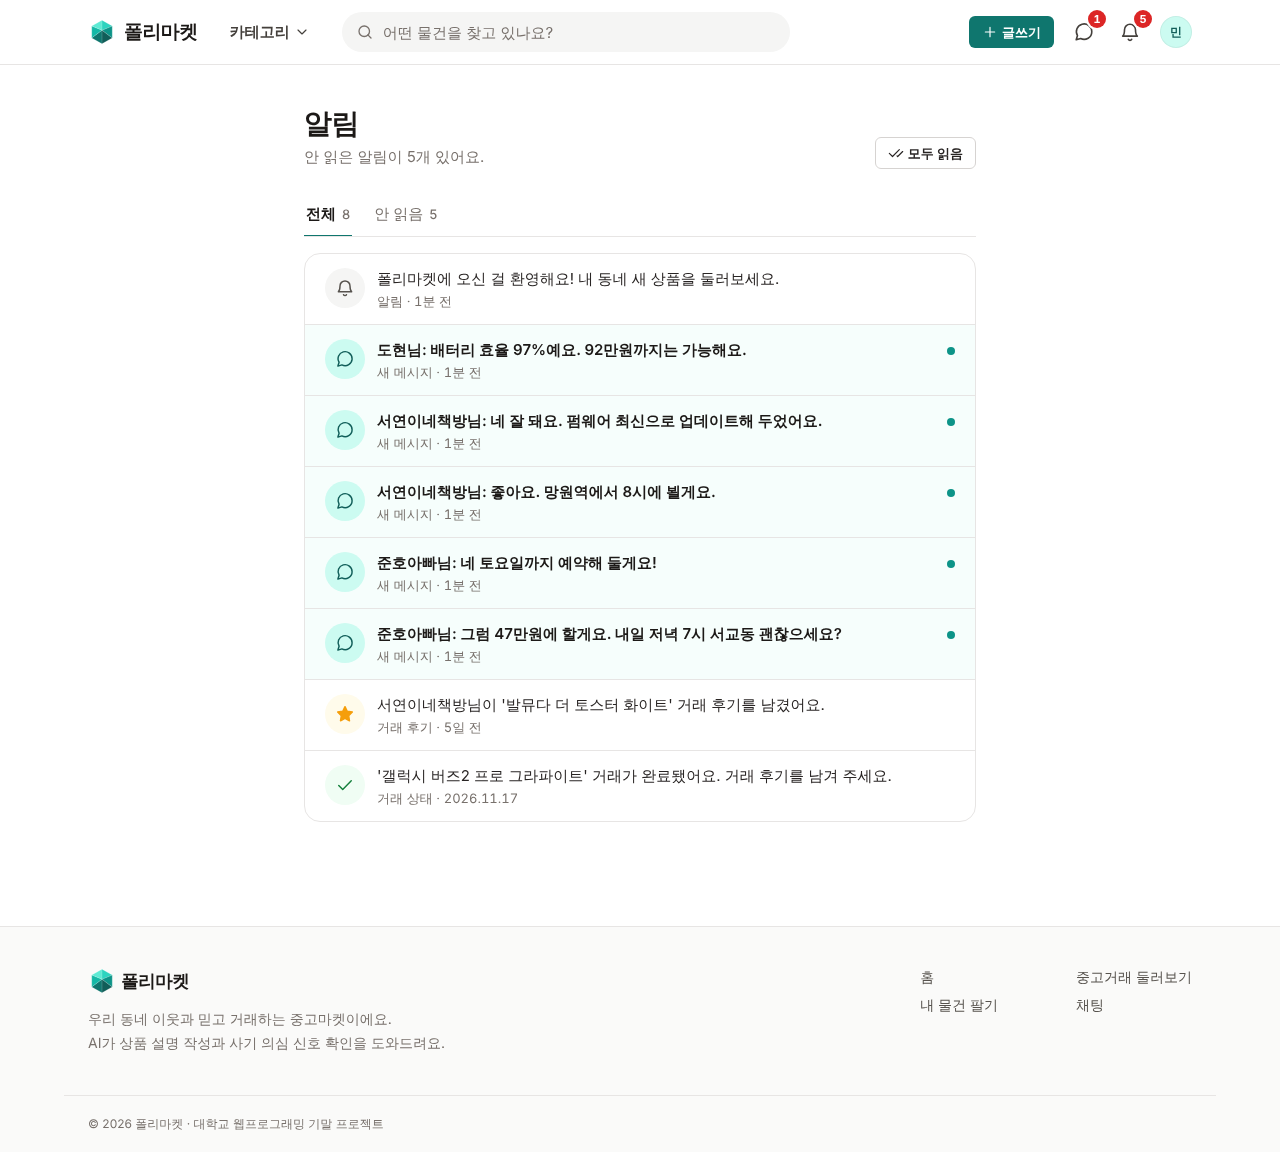 폴리마켓
카테고리
어떤 물건을 찾고 있나요?
글쓰기
1
5
민
알림
안 읽은 알림이 5개 있어요.
모두 읽음
전체 8
안 읽음 5
폴리마켓에 오신 걸 환영해요! 내 동네 새 상품을 둘러보세요.
알림 · 1분 전
도현님: 배터리 효율 97%예요. 92만원까지는 가능해요.
새 메시지 · 1분 전
서연이네책방님: 네 잘 돼요. 펌웨어 최신으로 업데이트해 두었어요.
새 메시지 · 1분 전
서연이네책방님: 좋아요. 망원역에서 8시에 뵐게요.
새 메시지 · 1분 전
준호아빠님: 네 토요일까지 예약해 둘게요!
새 메시지 · 1분 전
준호아빠님: 그럼 47만원에 할게요. 내일 저녁 7시 서교동 괜찮으세요?
새 메시지 · 1분 전
서연이네책방님이 '발뮤다 더 토스터 화이트' 거래 후기를 남겼어요.
거래 후기 · 5일 전
'갤럭시 버즈2 프로 그라파이트' 거래가 완료됐어요. 거래 후기를 남겨 주세요.
거래 상태 · 2026.11.17
폴리마켓
우리 동네 이웃과 믿고 거래하는 중고마켓이에요.
AI가 상품 설명 작성과 사기 의심 신호 확인을 도와드려요.
홈
중고거래 둘러보기
내 물건 팔기
채팅
© 2026 폴리마켓 · 대학교 웹프로그래밍 기말 프로젝트